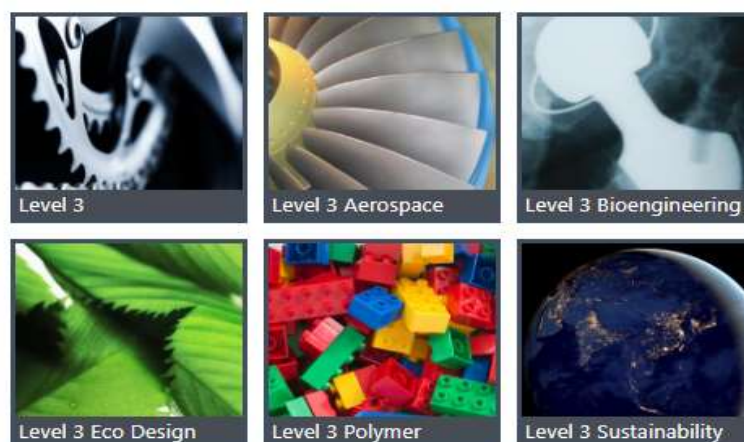 Level 3
Level 3 Aerospace
Level 3 Bioengineering
Level 3 Eco Design
Level 3 Polymer
Level 3 Sustainability